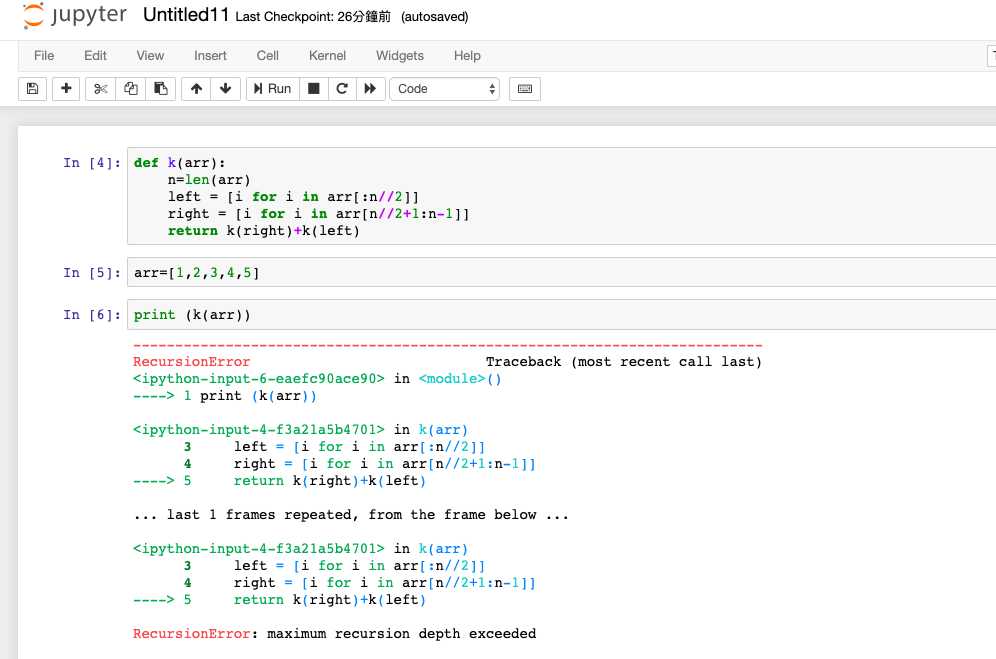 jupyter Untitled11 Last Checkpoint: 26分鐘前 (autosaved)
File Edit View Insert Cell Kernel Widgets Help
Run Code
In [4]: def k(arr):
    n=len(arr)
    left = [i for i in arr[:n//2]]
    right = [i for i in arr[n//2+1:n-1]]
    return k(right)+k(left)
In [5]: arr=[1,2,3,4,5]
In [6]: print (k(arr))
---------------------------------------------------------------------------
RecursionError                            Traceback (most recent call last)
<ipython-input-6-eaefc90ace90> in <module>()
----> 1 print (k(arr))
<ipython-input-4-f3a21a5b4701> in k(arr)
      3     left = [i for i in arr[:n//2]]
      4     right = [i for i in arr[n//2+1:n-1]]
----> 5     return k(right)+k(left)
... last 1 frames repeated, from the frame below ...
<ipython-input-4-f3a21a5b4701> in k(arr)
      3     left = [i for i in arr[:n//2]]
      4     right = [i for i in arr[n//2+1:n-1]]
----> 5     return k(right)+k(left)
RecursionError: maximum recursion depth exceeded